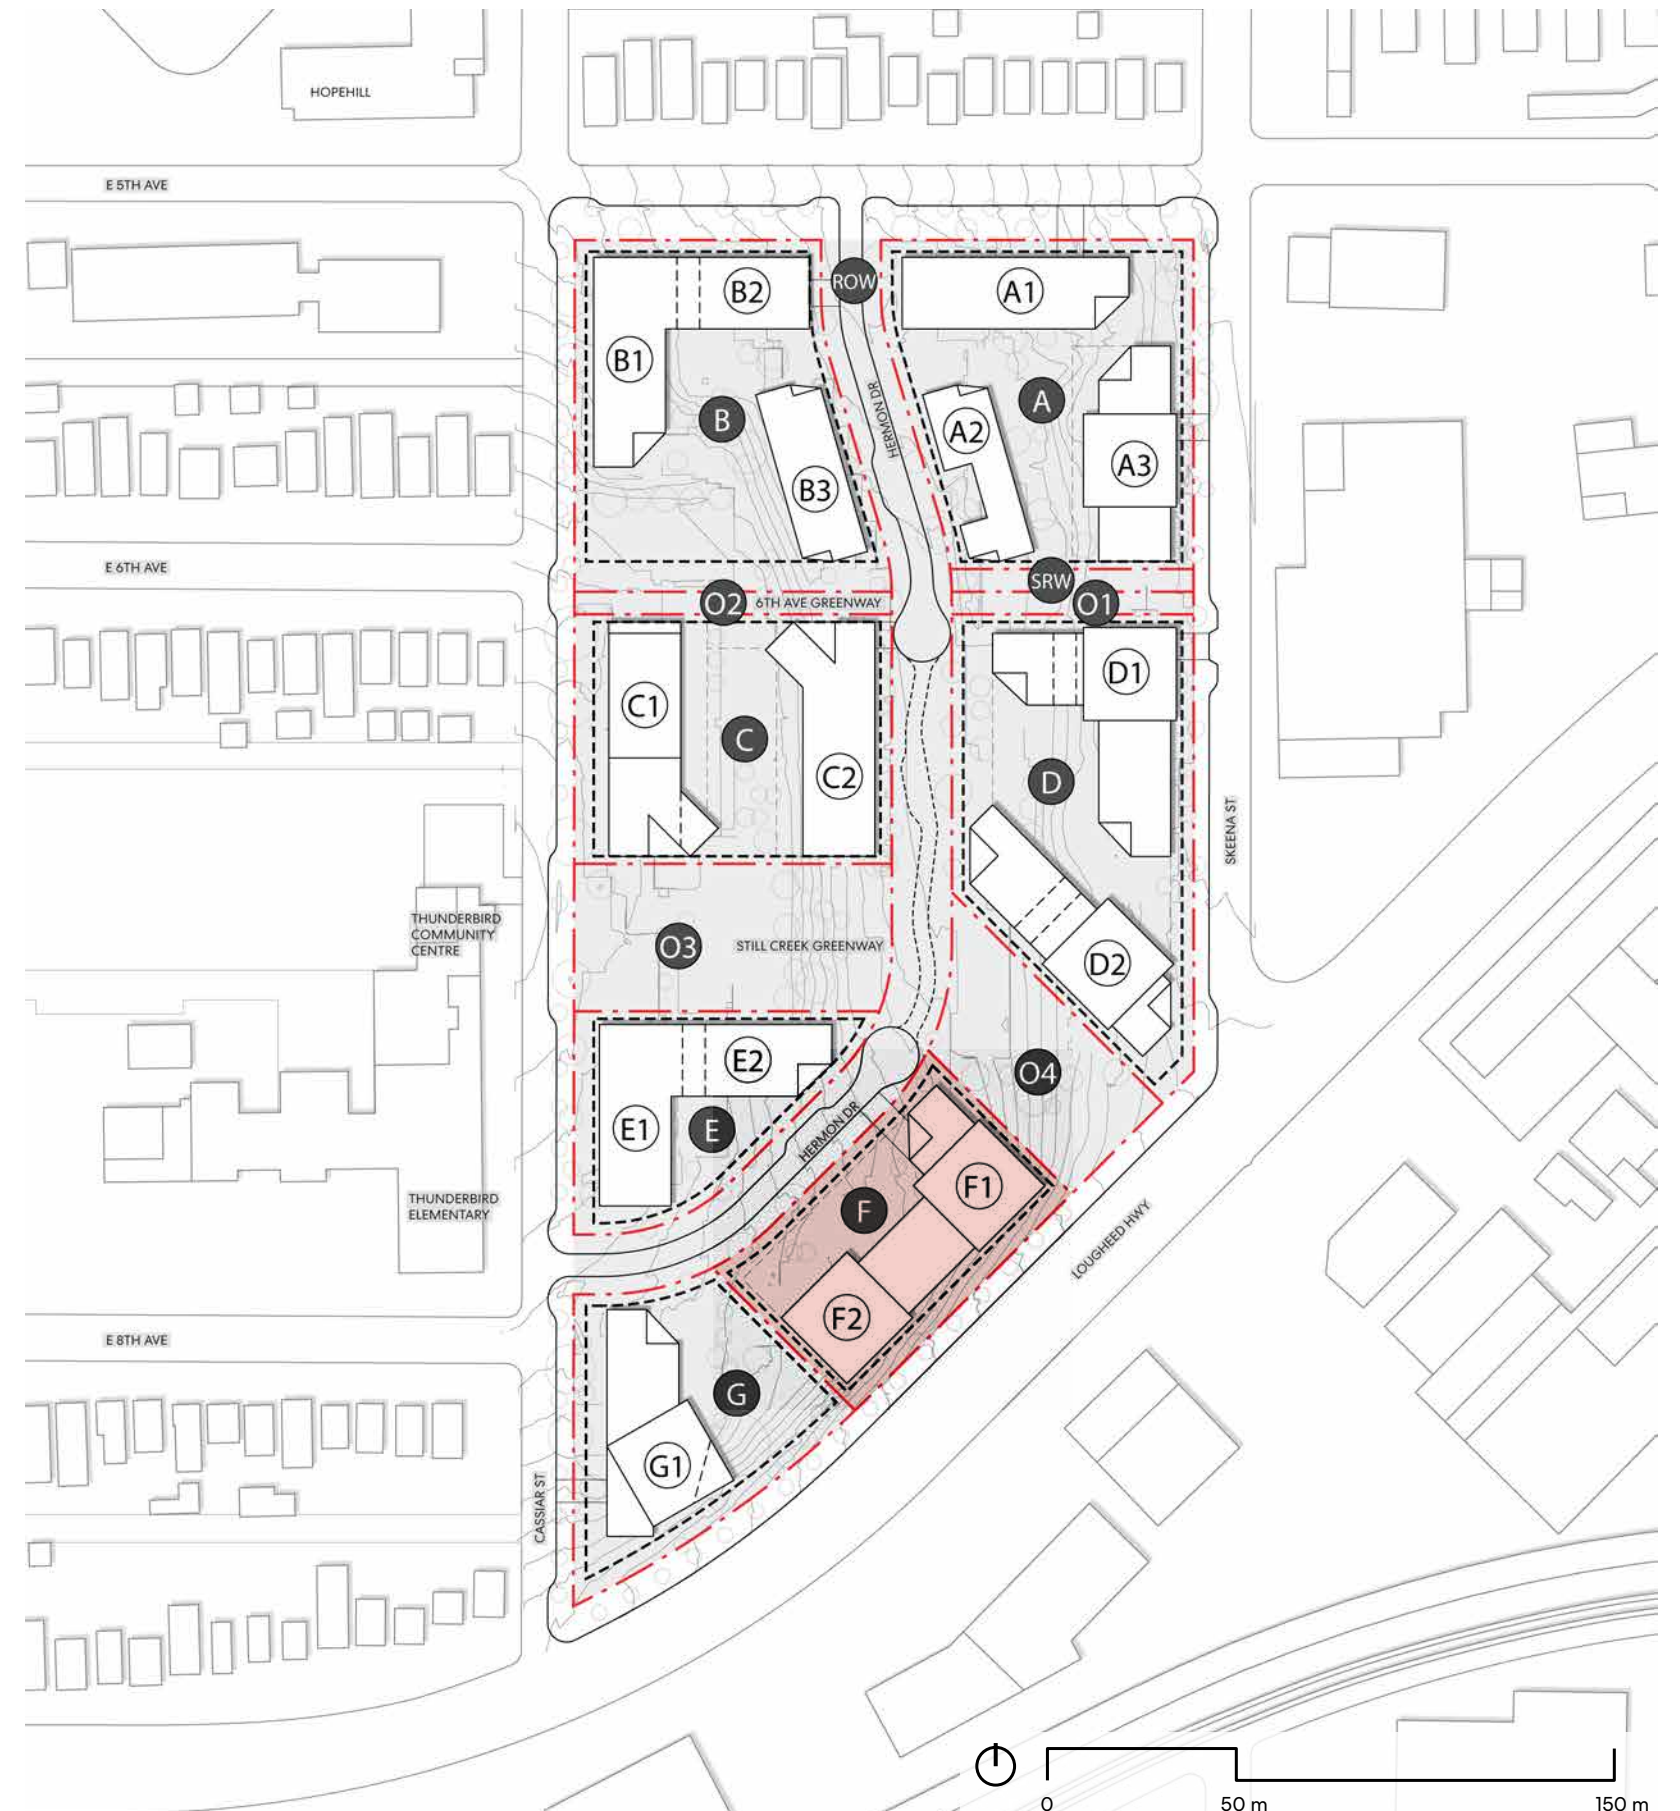 HOPEHILL
E 5TH AVE
B2
ROW
A1
B1
HERMON DR
A
B
A2
A3
B3
E 6TH AVE
SRW
O2
6TH AVE GREENWAY
O1
D1
C1
C
C2
D
SKEENA ST
THUNDERBIRD
COMMUNITY
CENTRE
O3
STILL CREEK GREENWAY
D2
E2
O4
E1
E
HERMON DR
F1
THUNDERBIRD
ELEMENTARY
F
LOUGHEED HWY
F2
E 8TH AVE
G
G1
CASSIAR ST
0
50 m
150 m